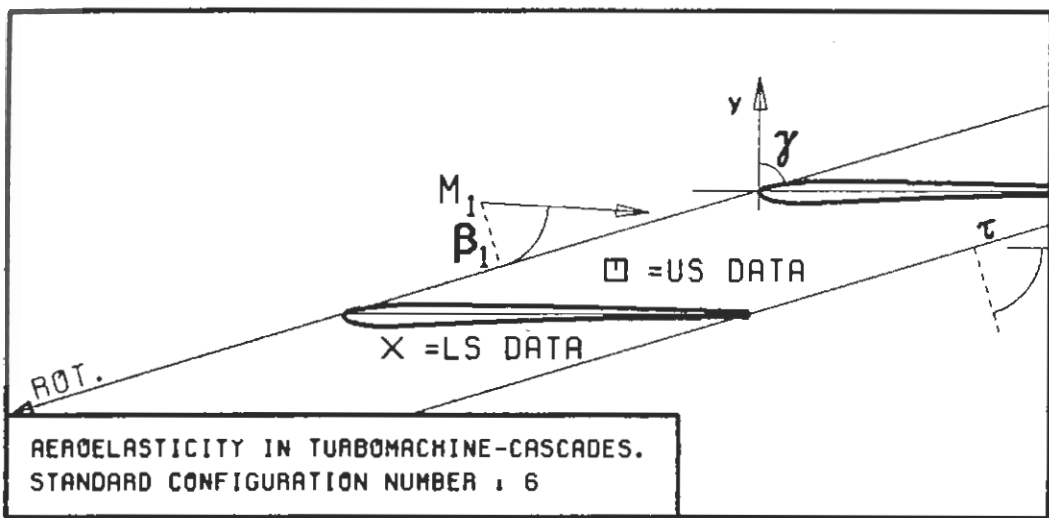 y
γ
M₁
β₁
τ
□ =US DATA
× =LS DATA
ROT.
AEROELASTICITY IN TURBOMACHINE-CASCADES.
STANDARD CONFIGURATION NUMBER : 6